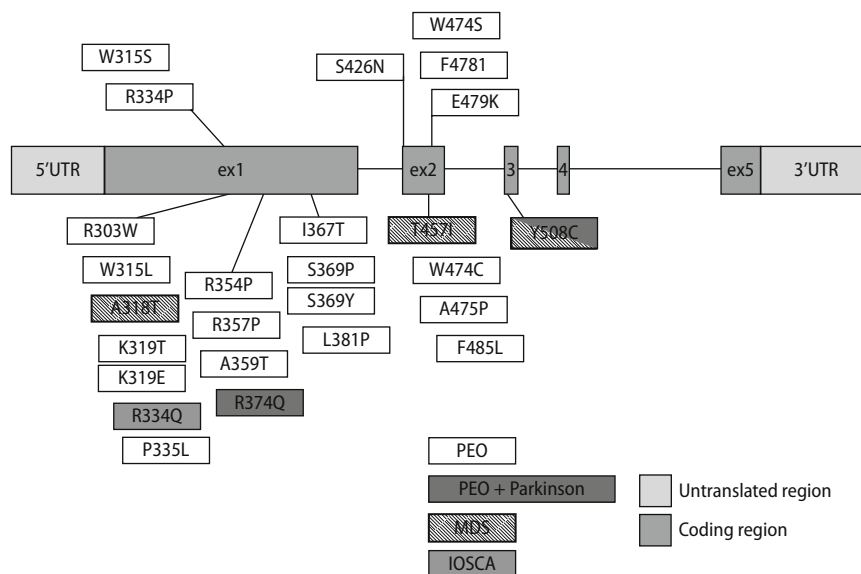 W315S
R334P
S426N
W474S
F4781
E479K
5'UTR
ex1
ex2
3
4
ex5
3'UTR
R303W
W315L
A318T
K319T
K319E
R334Q
P335L
R354P
R357P
A359T
R374Q
I367T
S369P
S369Y
L381P
T457I
W474C
A475P
F485L
Y508C
PEO
PEO + Parkinson
MDS
IOSCA
Untranslated region
Coding region